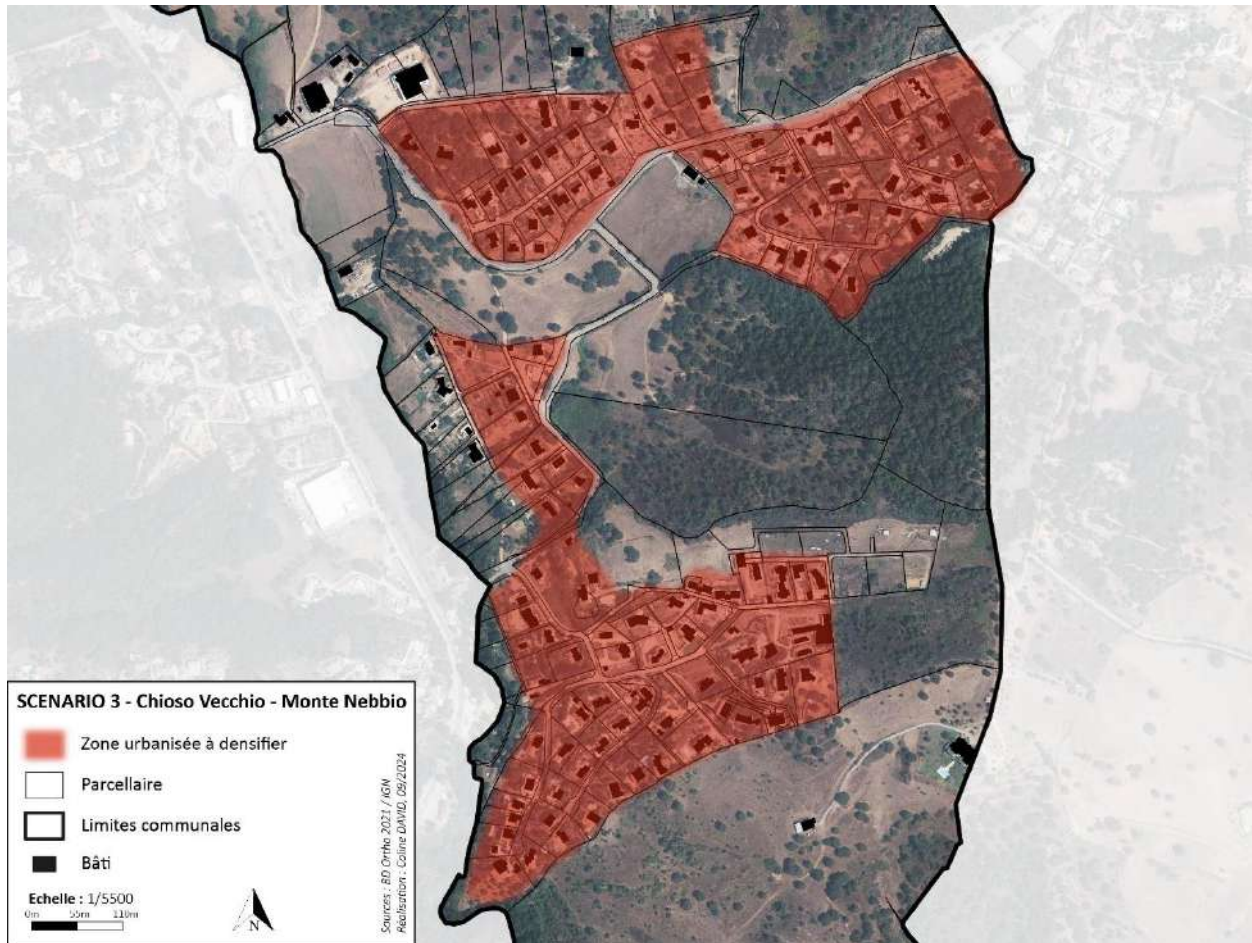 SCENARIO 3 - Chioso Vecchio - Monte Nebbio
Zone urbanisée à densifier
Parcellaire
Limites communales
Bâti
Echelle : 1/5500
0m 55m 110m
N
Sources : BD Ortho 2021 / IGN
Réalisation : Coline DAVID, 09/2024